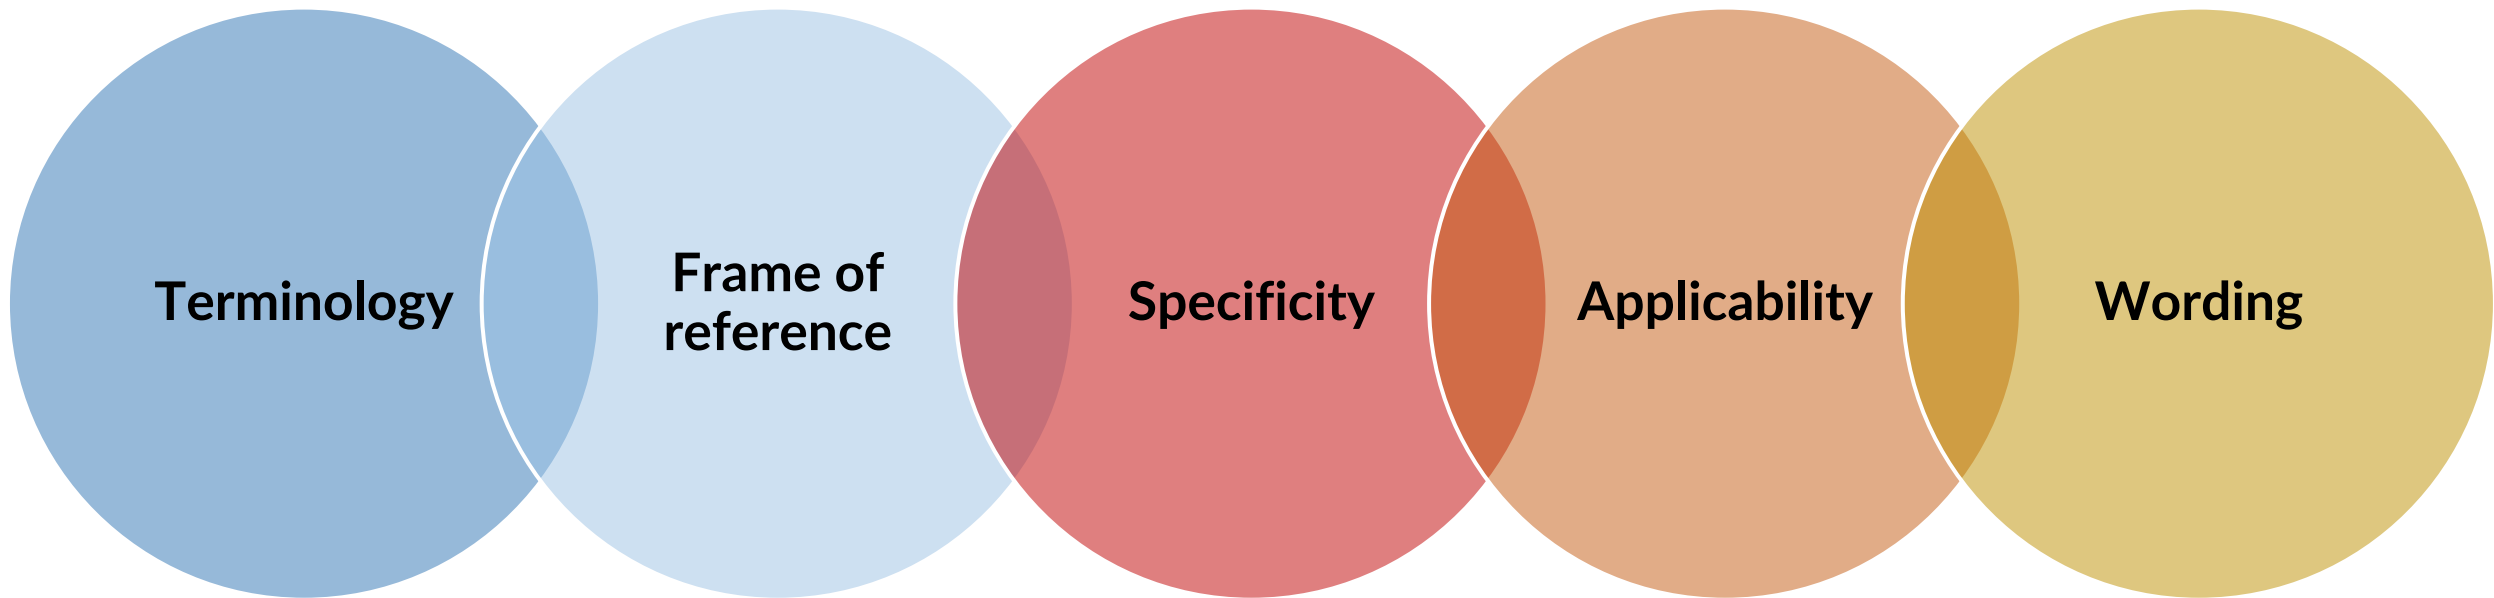 Terminology
Frame of
reference
Specificity
Applicability
Wording